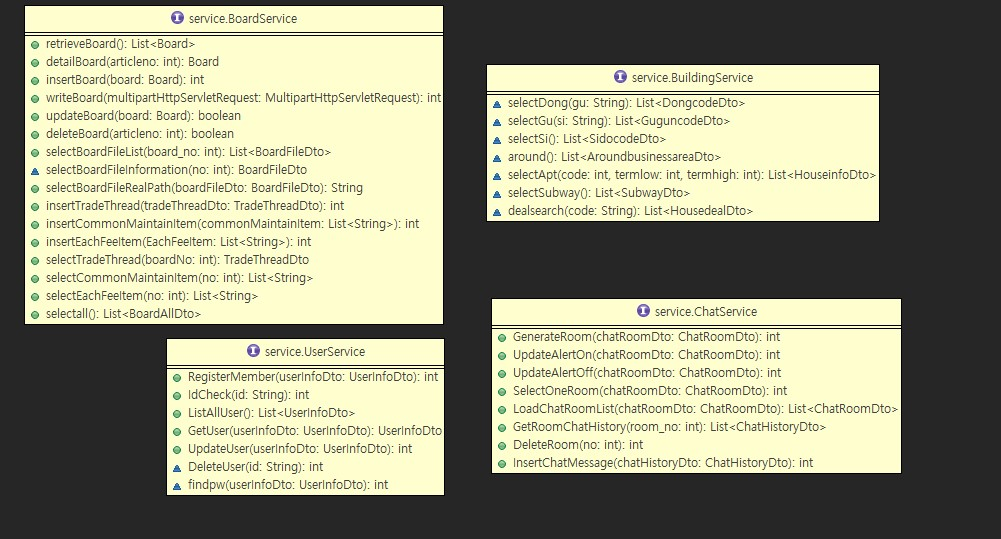 service.BoardService
retrieveBoard(): List<Board>
detailBoard(articleno: int): Board
insertBoard(board: Board): int
writeBoard(multipartHttpServletRequest: MultipartHttpServletRequest): int
updateBoard(board: Board): boolean
deleteBoard(articleno: int): boolean
selectBoardFileList(board_no: int): List<BoardFileDto>
selectBoardFileInformation(no: int): BoardFileDto
selectBoardFileRealPath(boardFileDto: BoardFileDto): String
insertTradeThread(tradeThreadDto: TradeThreadDto): int
insertCommonMaintainItem(commonMaintainItem: List<String>): int
insertEachFeeItem(EachFeeItem: List<String>): int
selectTradeThread(boardNo: int): TradeThreadDto
selectCommonMaintainItem(no: int): List<String>
selectEachFeeItem(no: int): List<String>
selectall(): List<BoardAllDto>
service.BuildingService
selectDong(gu: String): List<DongcodeDto>
selectGu(si: String): List<GuguncodeDto>
selectSi(): List<SidocodeDto>
around(): List<AroundbusinessareaDto>
selectApt(code: int, termlow: int, termhigh: int): List<HouseinfoDto>
selectSubway(): List<SubwayDto>
dealsearch(code: String): List<HousedealDto>
service.UserService
RegisterMember(userInfoDto: UserInfoDto): int
IdCheck(id: String): int
ListAllUser(): List<UserInfoDto>
GetUser(userInfoDto: UserInfoDto): UserInfoDto
UpdateUser(userInfoDto: UserInfoDto): int
DeleteUser(id: String): int
findpw(userInfoDto: UserInfoDto): int
service.ChatService
GenerateRoom(chatRoomDto: ChatRoomDto): int
UpdateAlertOn(chatRoomDto: ChatRoomDto): int
UpdateAlertOff(chatRoomDto: ChatRoomDto): int
SelectOneRoom(chatRoomDto: ChatRoomDto): int
LoadChatRoomList(chatRoomDto: ChatRoomDto): List<ChatRoomDto>
GetRoomChatHistory(room_no: int): List<ChatHistoryDto>
DeleteRoom(no: int): int
InsertChatMessage(chatHistoryDto: ChatHistoryDto): int